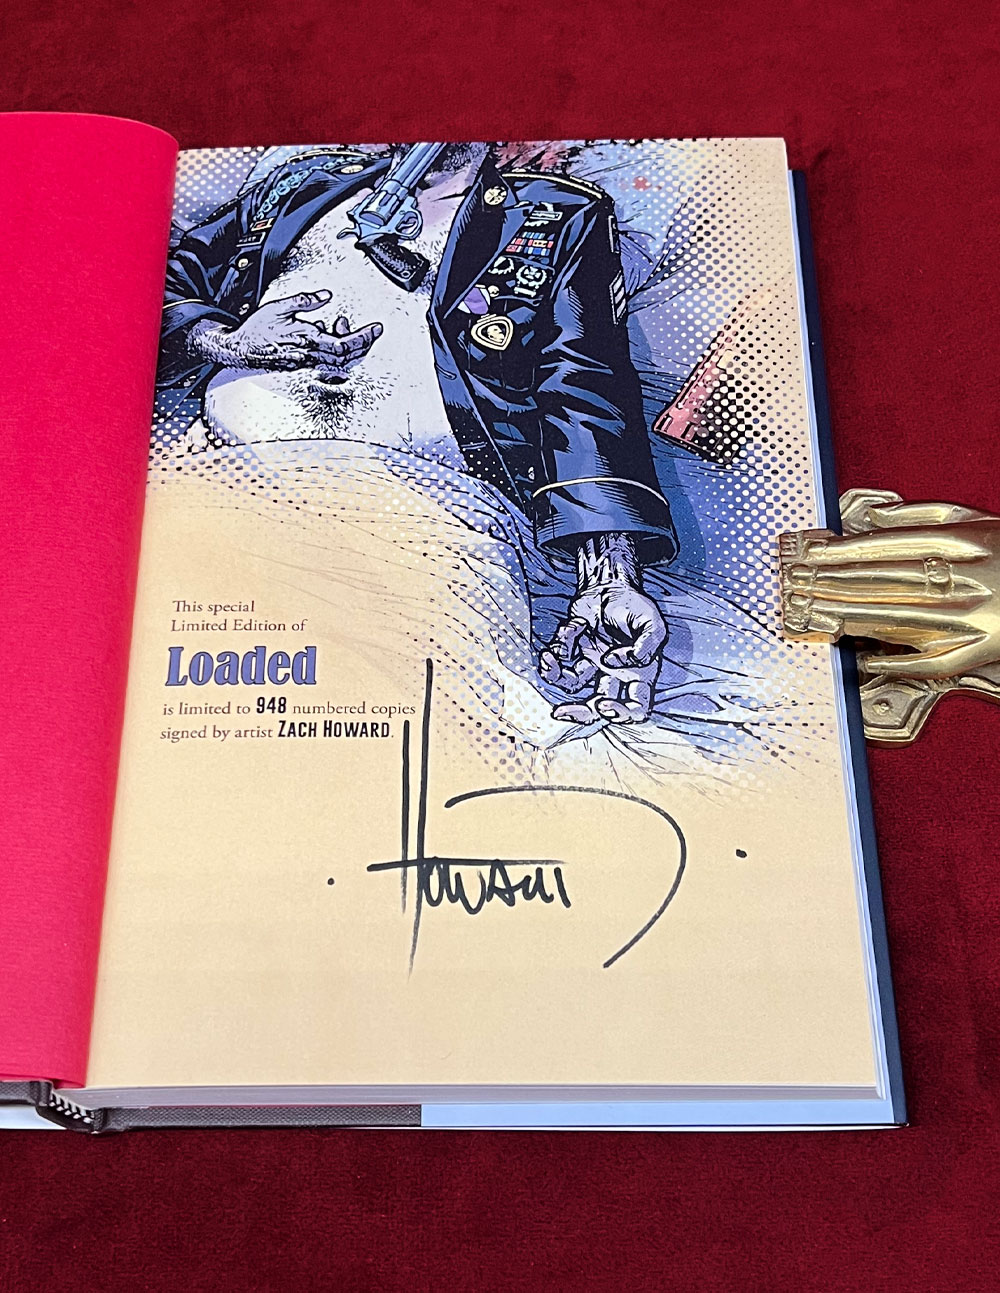 This special
Limited Edition of
Loaded
is limited to 948 numbered copies
signed by artist ZACH HOWARD.
HOWARD